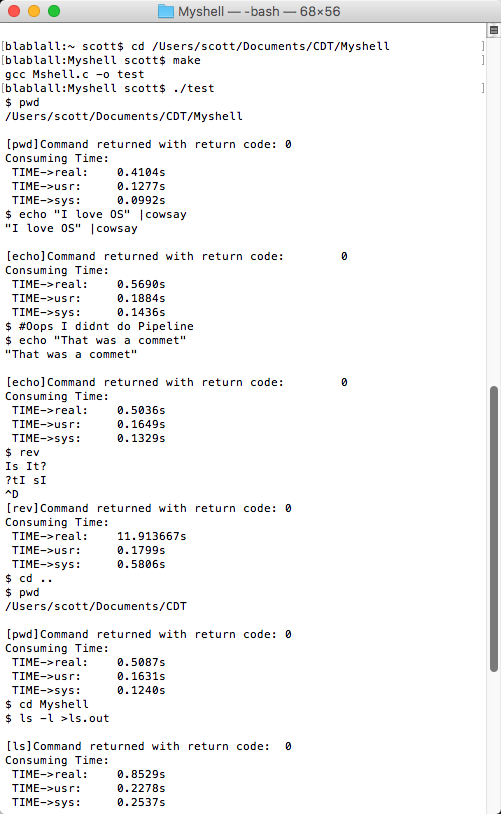 Myshell — -bash — 68×56
[blablall:~ scott$ cd /Users/scott/Documents/CDT/Myshell ]
[blablall:Myshell scott$ make ]
gcc Mshell.c -o test
[blablall:Myshell scott$ ./test ]
$ pwd
/Users/scott/Documents/CDT/Myshell
[pwd]Command returned with return code: 0
Consuming Time:
TIME->real: 0.4104s
TIME->usr: 0.1277s
TIME->sys: 0.0992s
$ echo "I love OS" |cowsay
"I love OS" |cowsay
[echo]Command returned with return code: 0
Consuming Time:
TIME->real: 0.5690s
TIME->usr: 0.1884s
TIME->sys: 0.1436s
$ #Oops I didnt do Pipeline
$ echo "That was a commet"
"That was a commet"
[echo]Command returned with return code: 0
Consuming Time:
TIME->real: 0.5036s
TIME->usr: 0.1649s
TIME->sys: 0.1329s
$ rev
Is It?
?tI sI
^D
[rev]Command returned with return code: 0
Consuming Time:
TIME->real: 11.913667s
TIME->usr: 0.1799s
TIME->sys: 0.5806s
$ cd ..
$ pwd
/Users/scott/Documents/CDT
[pwd]Command returned with return code: 0
Consuming Time:
TIME->real: 0.5087s
TIME->usr: 0.1631s
TIME->sys: 0.1240s
$ cd Myshell
$ ls -l >ls.out
[ls]Command returned with return code: 0
Consuming Time:
TIME->real: 0.8529s
TIME->usr: 0.2278s
TIME->sys: 0.2537s